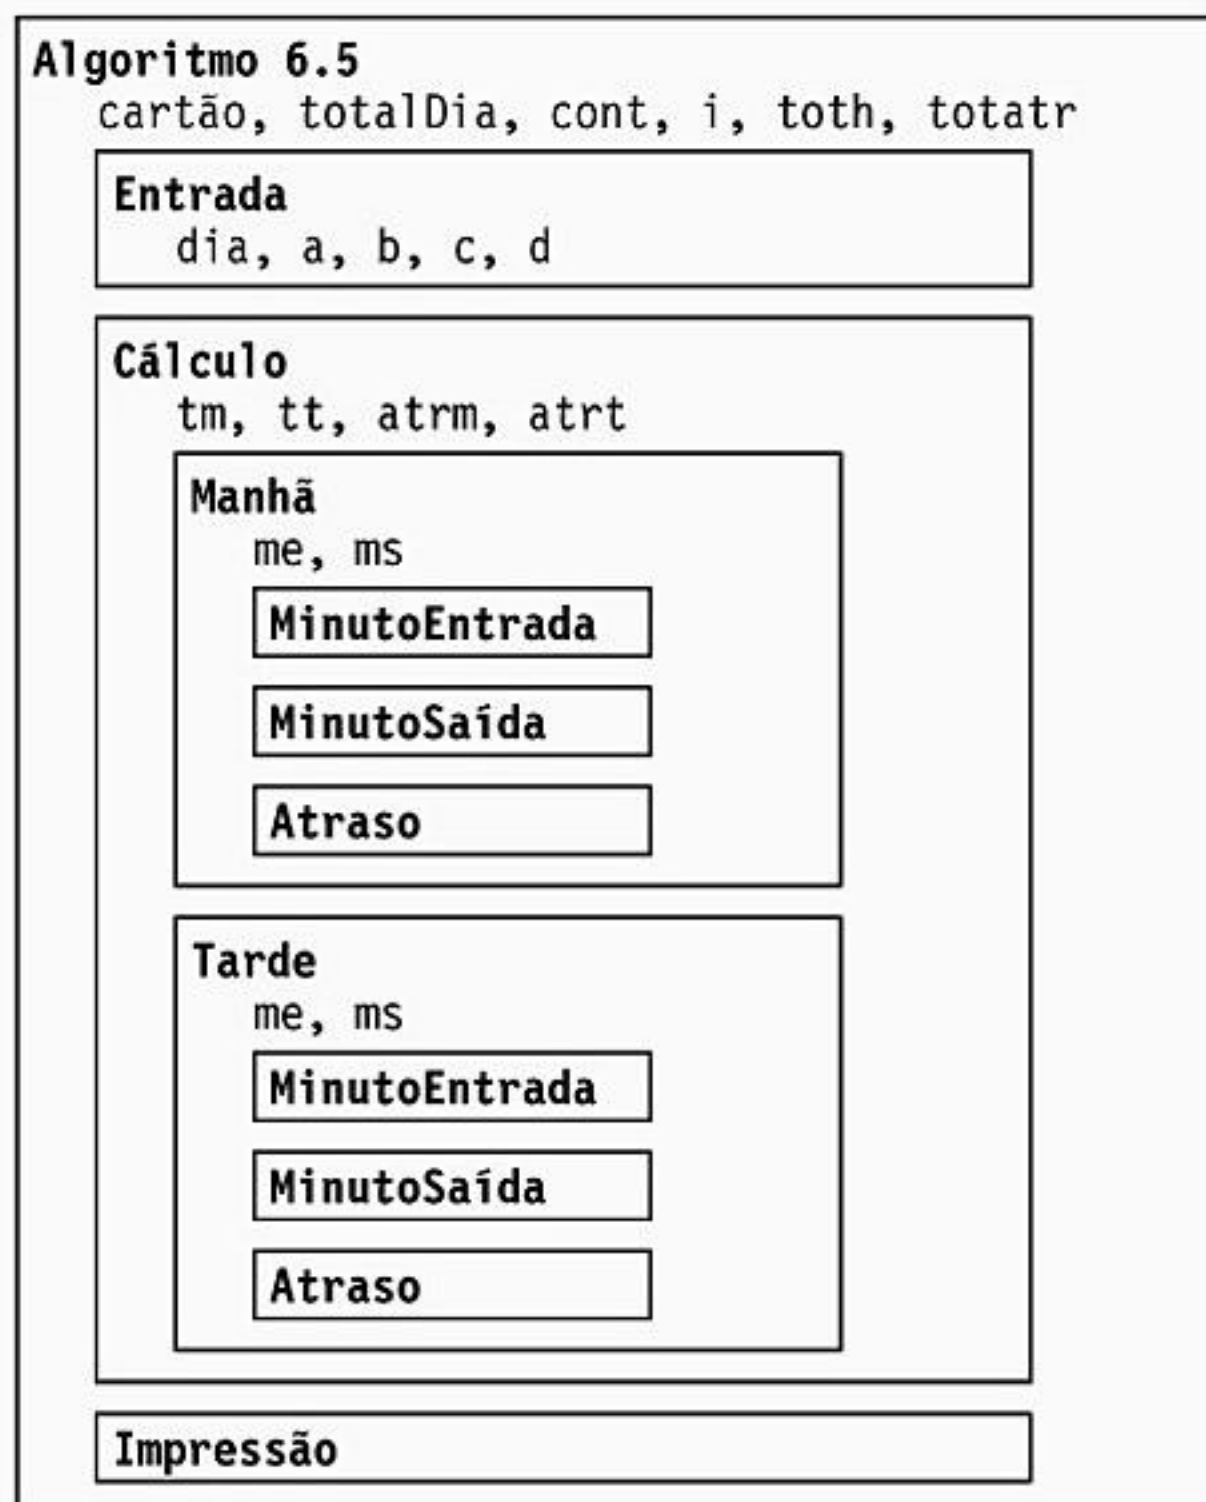 Algoritmo 6.5
cartão, totalDia, cont, i, toth, totatr
Entrada
dia, a, b, c, d
Cálculo
tm, tt, atrm, atrt
Manhã
me, ms
MinutoEntrada
MinutoSaída
Atraso
Tarde
me, ms
MinutoEntrada
MinutoSaída
Atraso
Impressão